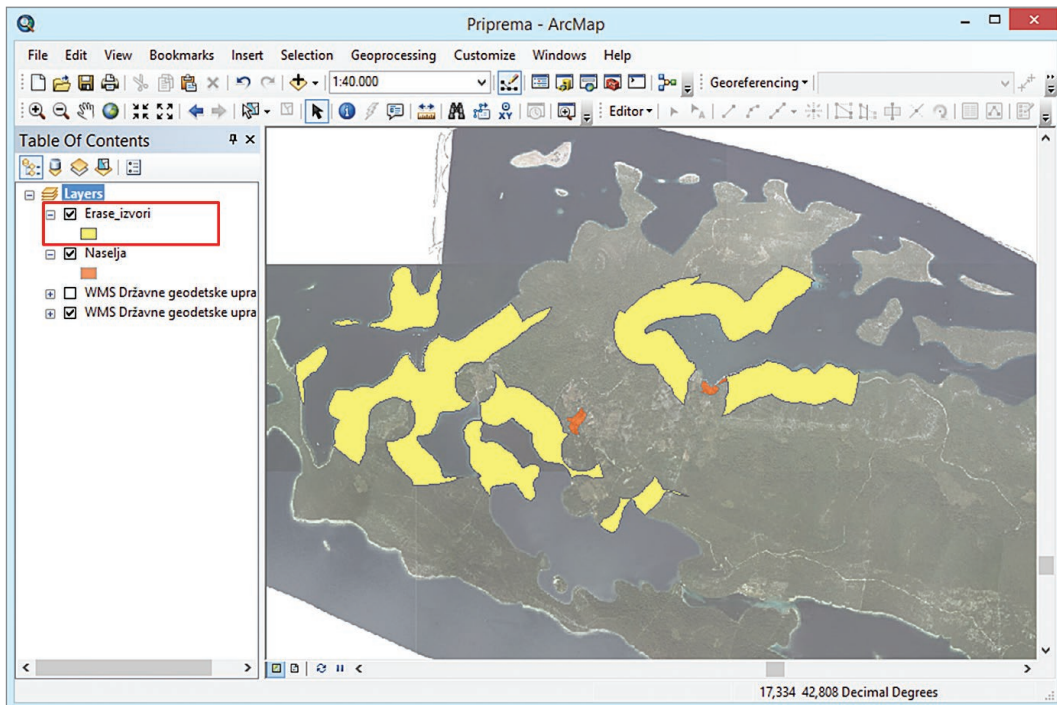 Priprema - ArcMap
File Edit View Bookmarks Insert Selection Geoprocessing Customize Windows Help
1:40.000 Georeferencing
Editor
Table Of Contents
Layers
Erase_izvori
Naselja
WMS Državne geodetske upra
WMS Državne geodetske upra
17,334 42,808 Decimal Degrees